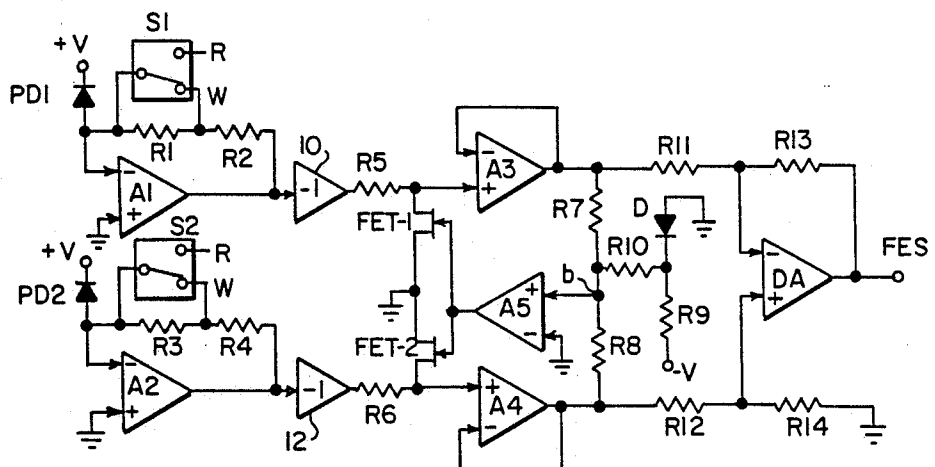 S1
+V
R
PD1
W
R1
R2
10
R5
-
A1
+
-1
-
A3
+
R11
R13
FET-1
R7
D
S2
+V
R
R10
FES
PD2
W
b
+
A5
-
-
DA
+
R9
R3
R4
FET-2
R8
-V
-
A2
+
-1
R6
+
A4
-
R12
R14
12